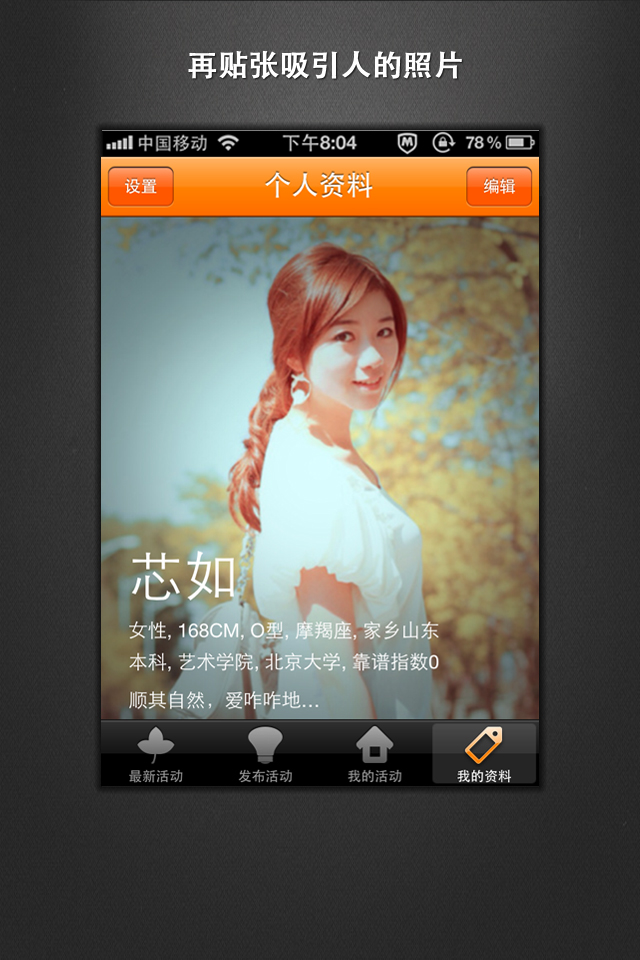 再贴张吸引人的照片
中国移动 下午8:04 78%
设置 个人资料 编辑
芯如
女性, 168CM, O型, 摩羯座, 家乡山东
本科, 艺术学院, 北京大学, 靠谱指数0
顺其自然，爱咋咋地...
最新活动 发布活动 我的活动 我的资料